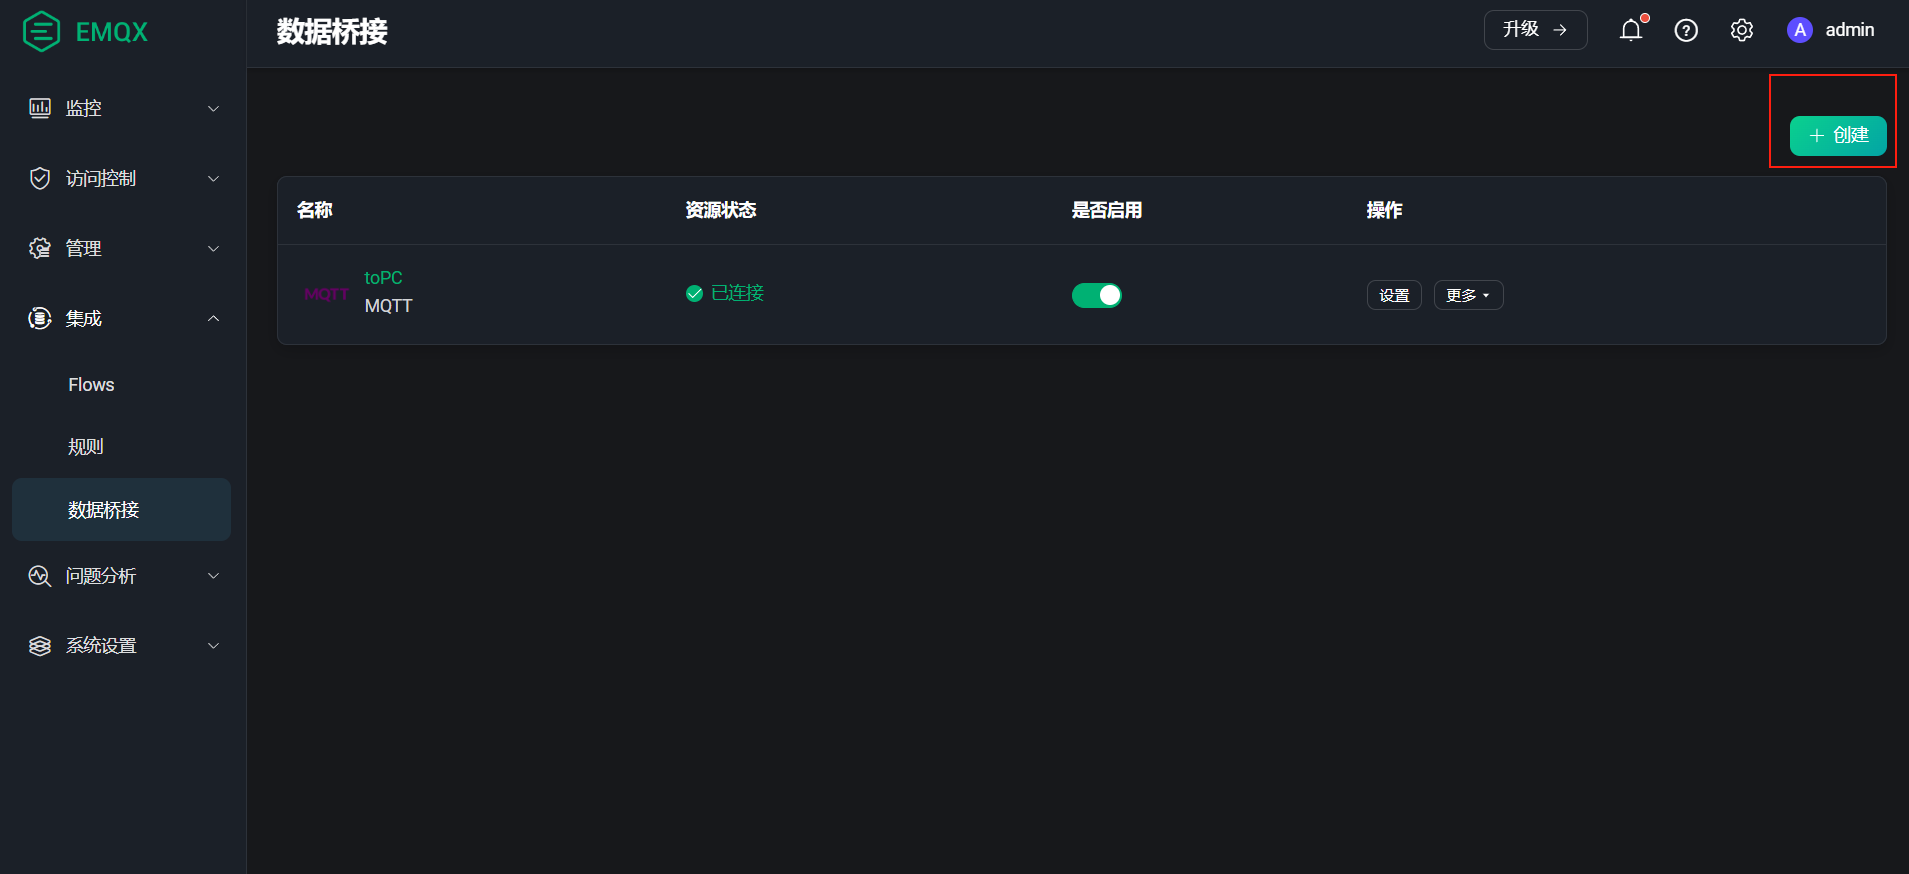 EMQX
数据桥接
升级 →
A admin
监控
访问控制
管理
集成
Flows
规则
数据桥接
问题分析
系统设置
+ 创建
名称 资源状态 是否启用 操作
MQTT
toPC
MQTT
已连接
设置
更多